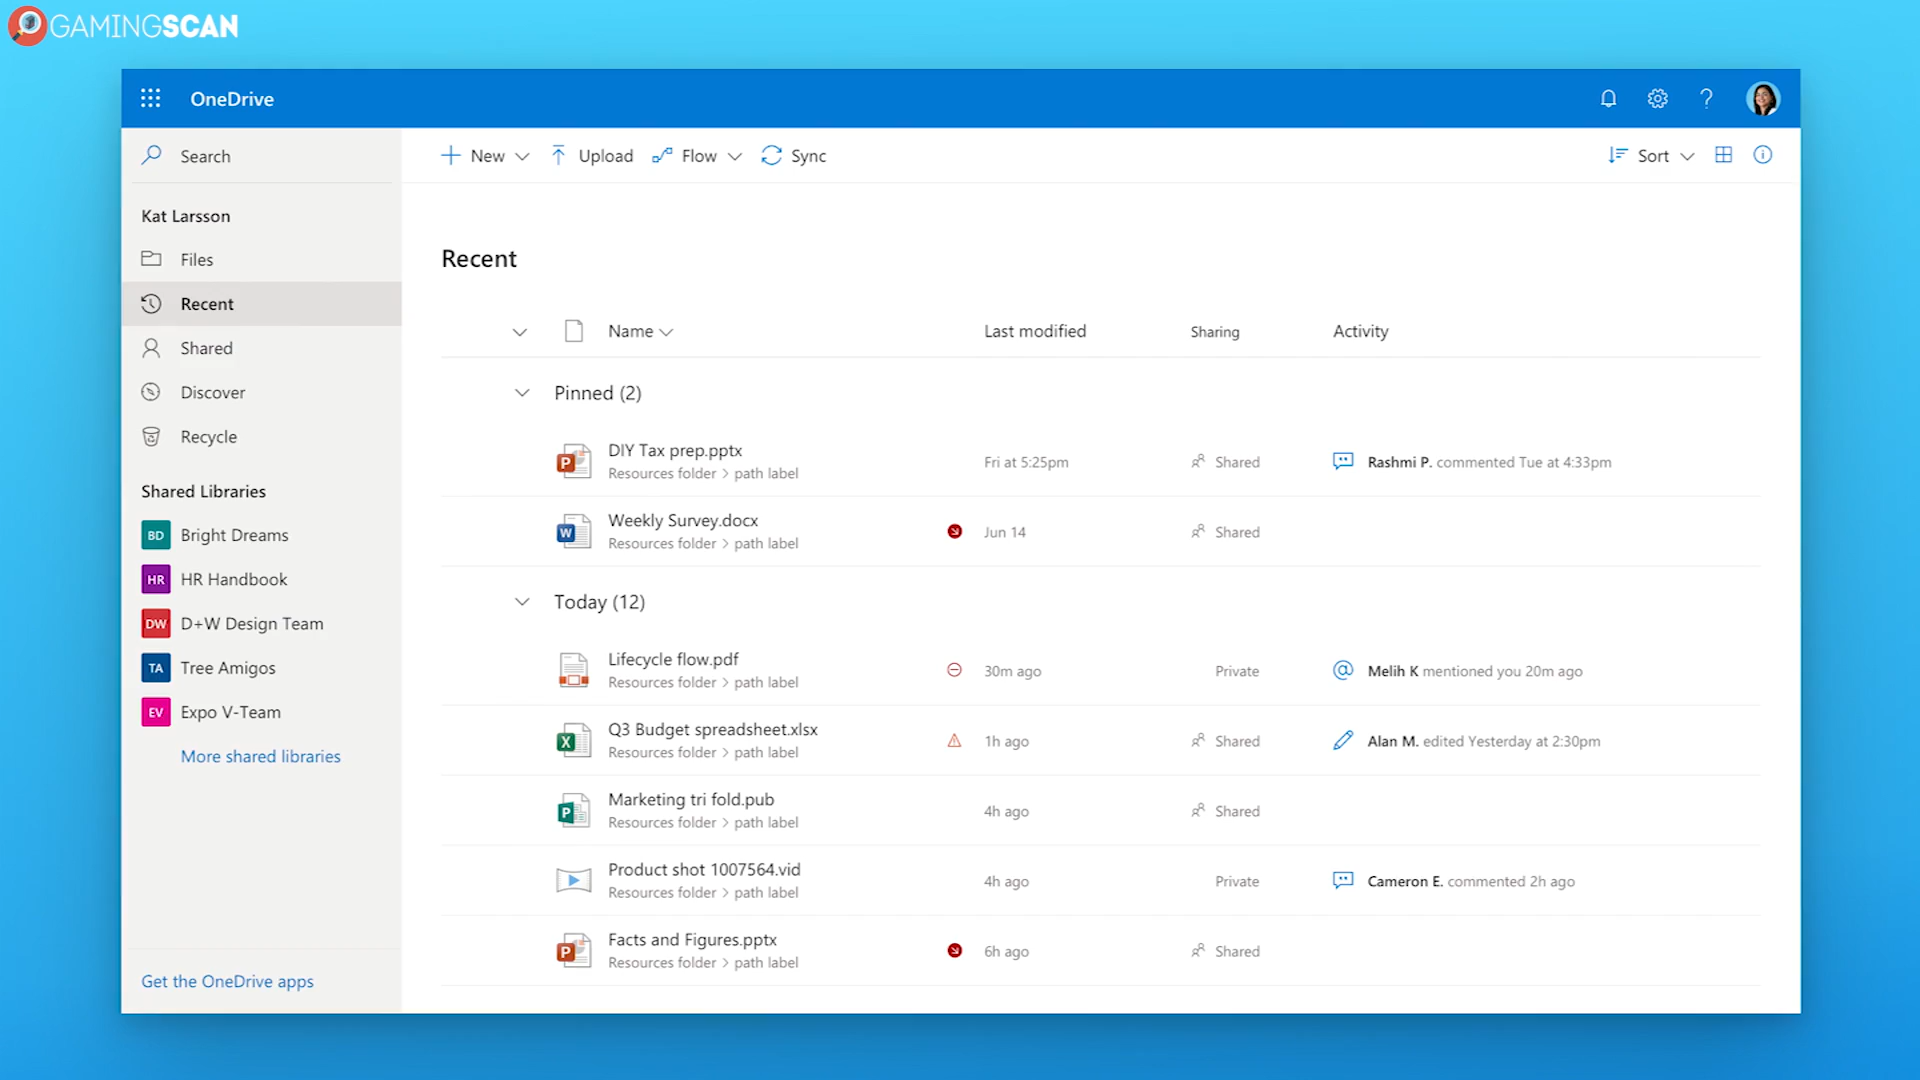 GAMINGSCAN
OneDrive
?
Search
New
Upload
Flow
Sync
Sort
Kat Larsson
Files
Recent
Shared
Discover
Recycle
Shared Libraries
BD Bright Dreams
HR HR Handbook
DW D+W Design Team
TA Tree Amigos
EV Expo V-Team
More shared libraries
Get the OneDrive apps
Recent
Name Last modified Sharing Activity
Pinned (2)
P DIY Tax prep.pptx Fri at 5:25pm Shared Rashmi P. commented Tue at 4:33pm
Resources folder > path label
W Weekly Survey.docx Jun 14 Shared
Resources folder > path label
Today (12)
Lifecycle flow.pdf 30m ago Private @ Melih K mentioned you 20m ago
Resources folder > path label
X Q3 Budget spreadsheet.xlsx 1h ago Shared Alan M. edited Yesterday at 2:30pm
Resources folder > path label
P Marketing tri fold.pub 4h ago Shared
Resources folder > path label
Product shot 1007564.vid 4h ago Private Cameron E. commented 2h ago
Resources folder > path label
P Facts and Figures.pptx 6h ago Shared
Resources folder > path label